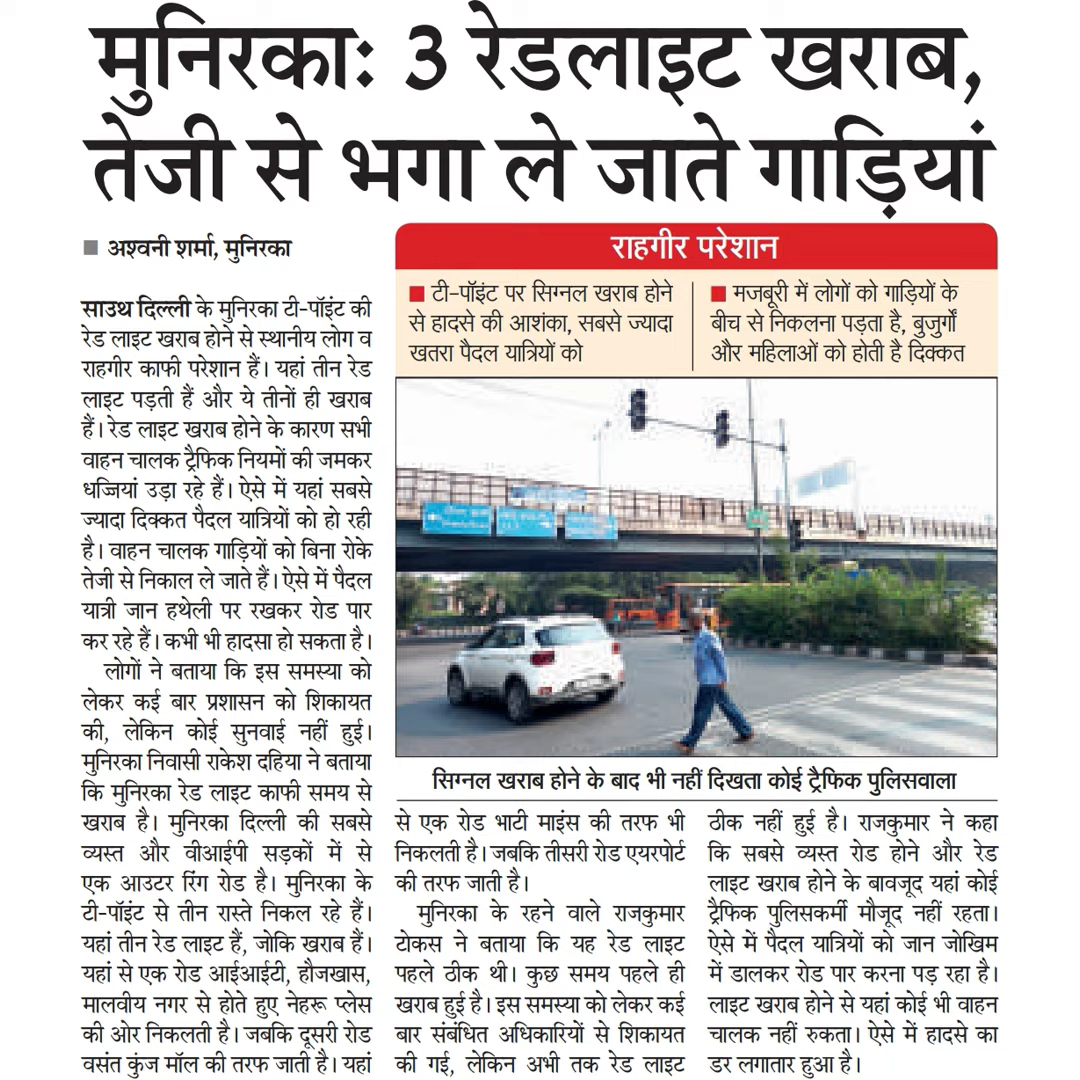 मुनिरकाः 3 रेडलाइट खराब,
तेजी से भगा ले जाते गाड़ियां
■ अश्वनी शर्मा, मुनिरका
साउथ दिल्ली के मुनिरका टी-पॉइंट की
रेड लाइट खराब होने से स्थानीय लोग व
राहगीर काफी परेशान हैं। यहां तीन रेड
लाइट पड़ती हैं और ये तीनों ही खराब
हैं। रेड लाइट खराब होने के कारण सभी
वाहन चालक ट्रैफिक नियमों की जमकर
धज्जियां उड़ा रहे हैं। ऐसे में यहां सबसे
ज्यादा दिक्कत पैदल यात्रियों को हो रही
है। वाहन चालक गाड़ियों को बिना रोके
तेजी से निकाल ले जाते हैं। ऐसे में पैदल
यात्री जान हथेली पर रखकर रोड पार
कर रहे हैं। कभी भी हादसा हो सकता है।
लोगों ने बताया कि इस समस्या को
लेकर कई बार प्रशासन को शिकायत
की, लेकिन कोई सुनवाई नहीं हुई।
मुनिरका निवासी राकेश दहिया ने बताया
कि मुनिरका रेड लाइट काफी समय से
खराब है। मुनिरका दिल्ली की सबसे
व्यस्त और वीआईपी सड़कों में से
एक आउटर रिंग रोड है। मुनिरका के
टी-पॉइंट से तीन रास्ते निकल रहे हैं।
यहां तीन रेड लाइट हैं, जोकि खराब हैं।
यहां से एक रोड आईआईटी, हौजखास,
मालवीय नगर से होते हुए नेहरू प्लेस
की ओर निकलती है। जबकि दूसरी रोड
वसंत कुंज मॉल की तरफ जाती है। यहां
राहगीर परेशान
■ टी-पॉइंट पर सिग्नल खराब होने
से हादसे की आशंका, सबसे ज्यादा
खतरा पैदल यात्रियों को
■ मजबूरी में लोगों को गाड़ियों के
बीच से निकलना पड़ता है, बुजुर्गों
और महिलाओं को होती है दिक्कत
सिग्नल खराब होने के बाद भी नहीं दिखता कोई ट्रैफिक पुलिसवाला
से एक रोड भाटी माइंस की तरफ भी
निकलती है। जबकि तीसरी रोड एयरपोर्ट
की तरफ जाती है।
मुनिरका के रहने वाले राजकुमार
टोकस ने बताया कि यह रेड लाइट
पहले ठीक थी। कुछ समय पहले ही
खराब हुई है। इस समस्या को लेकर कई
बार संबंधित अधिकारियों से शिकायत
की गई, लेकिन अभी तक रेड लाइट
ठीक नहीं हुई है। राजकुमार ने कहा
कि सबसे व्यस्त रोड होने और रेड
लाइट खराब होने के बावजूद यहां कोई
ट्रैफिक पुलिसकर्मी मौजूद नहीं रहता।
ऐसे में पैदल यात्रियों को जान जोखिम
में डालकर रोड पार करना पड़ रहा है।
लाइट खराब होने से यहां कोई भी वाहन
चालक नहीं रुकता। ऐसे में हादसे का
डर लगातार हुआ है।